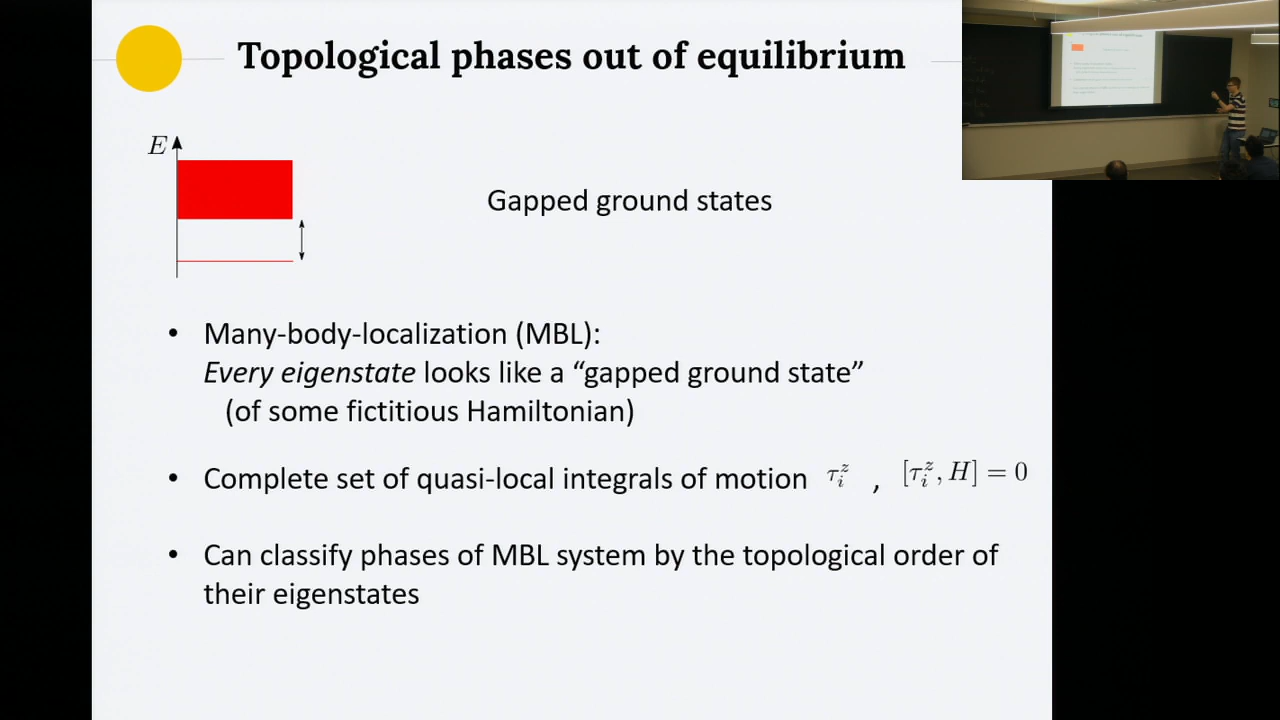 Topological phases out of equilibrium
E
Gapped ground states
• Many-body-localization (MBL):
Every eigenstate looks like a “gapped ground state”
(of some fictitious Hamiltonian)
• Complete set of quasi-local integrals of motion τᵢᶻ , [τᵢᶻ, H] = 0
• Can classify phases of MBL system by the topological order of
their eigenstates